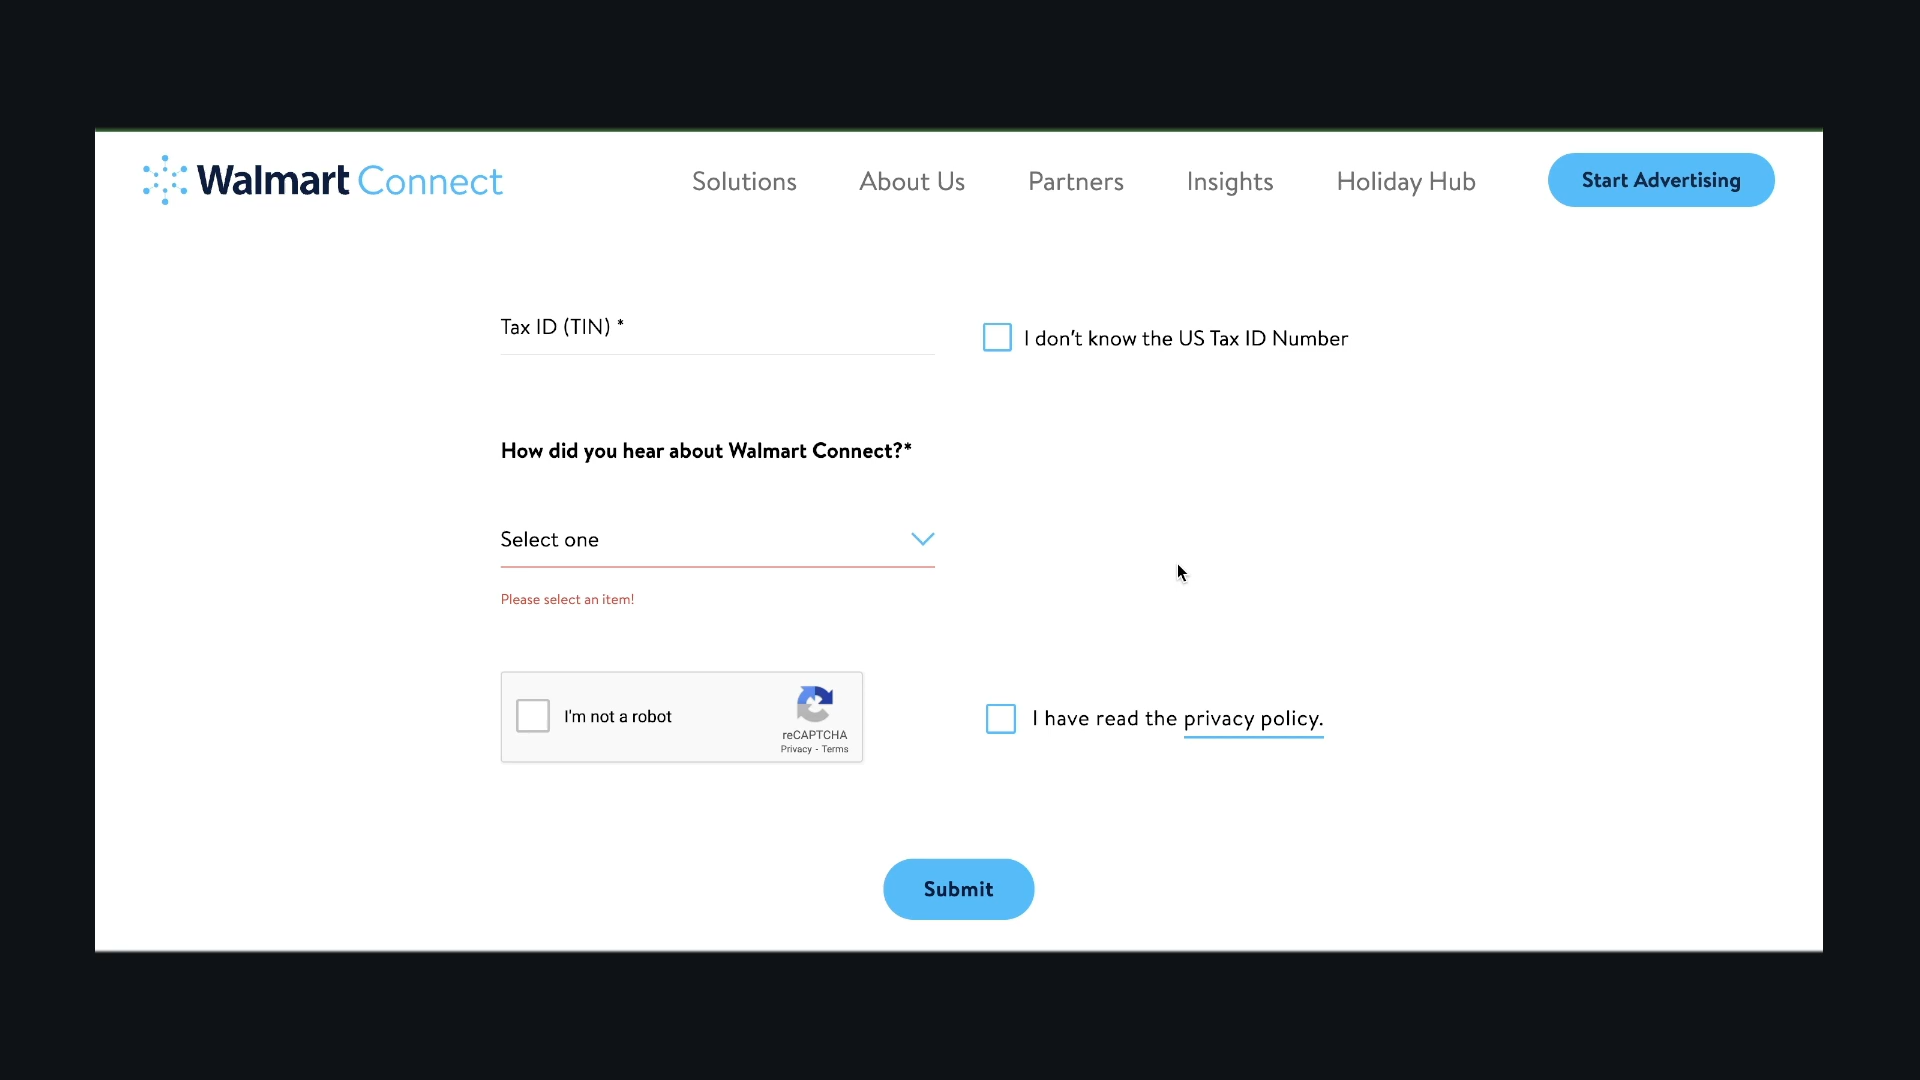 Walmart Connect
Solutions
About Us
Partners
Insights
Holiday Hub
Start Advertising
Tax ID (TIN) *
I don't know the US Tax ID Number
How did you hear about Walmart Connect?*
Select one
Please select an item!
I'm not a robot
reCAPTCHA
Privacy - Terms
I have read the privacy policy.
Submit